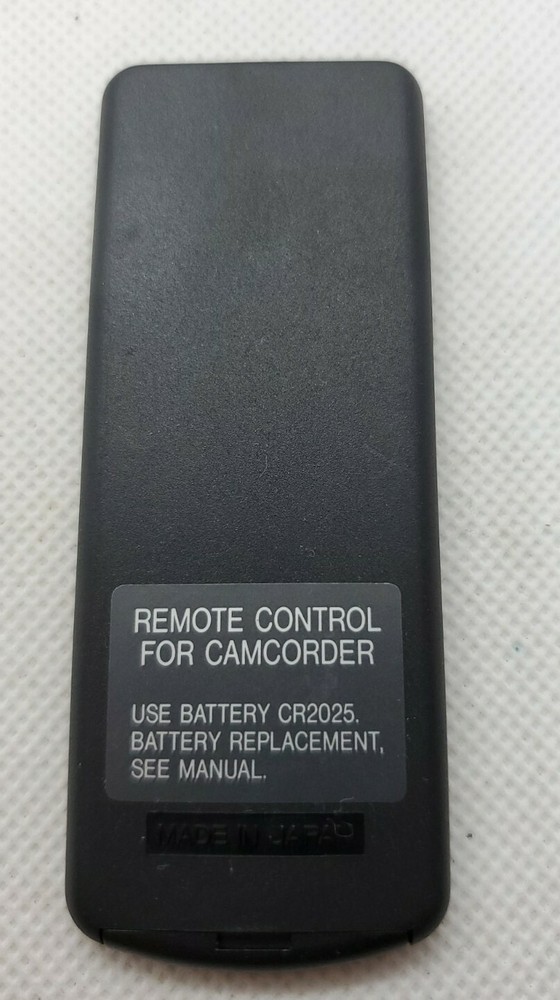 REMOTE CONTROL
FOR CAMCORDER
USE BATTERY CR2025.
BATTERY REPLACEMENT,
SEE MANUAL.
MADE IN JAPAN